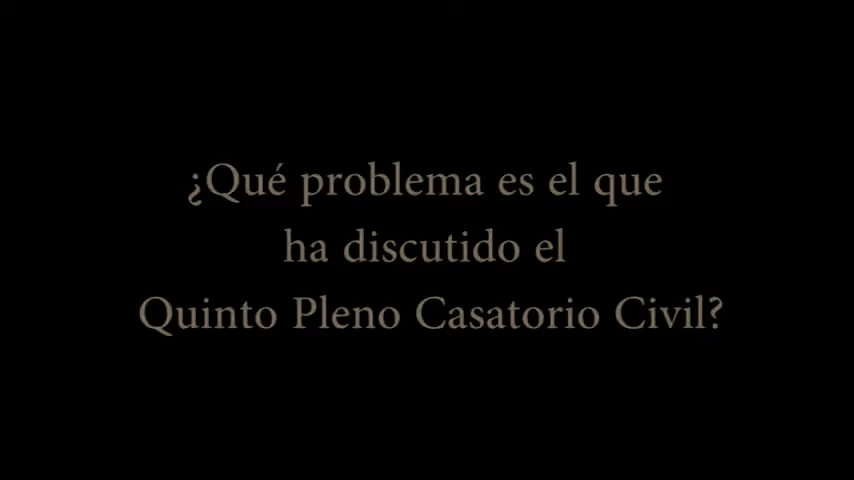 ¿Qué problema es el que
ha discutido el
Quinto Pleno Casatorio Civil?